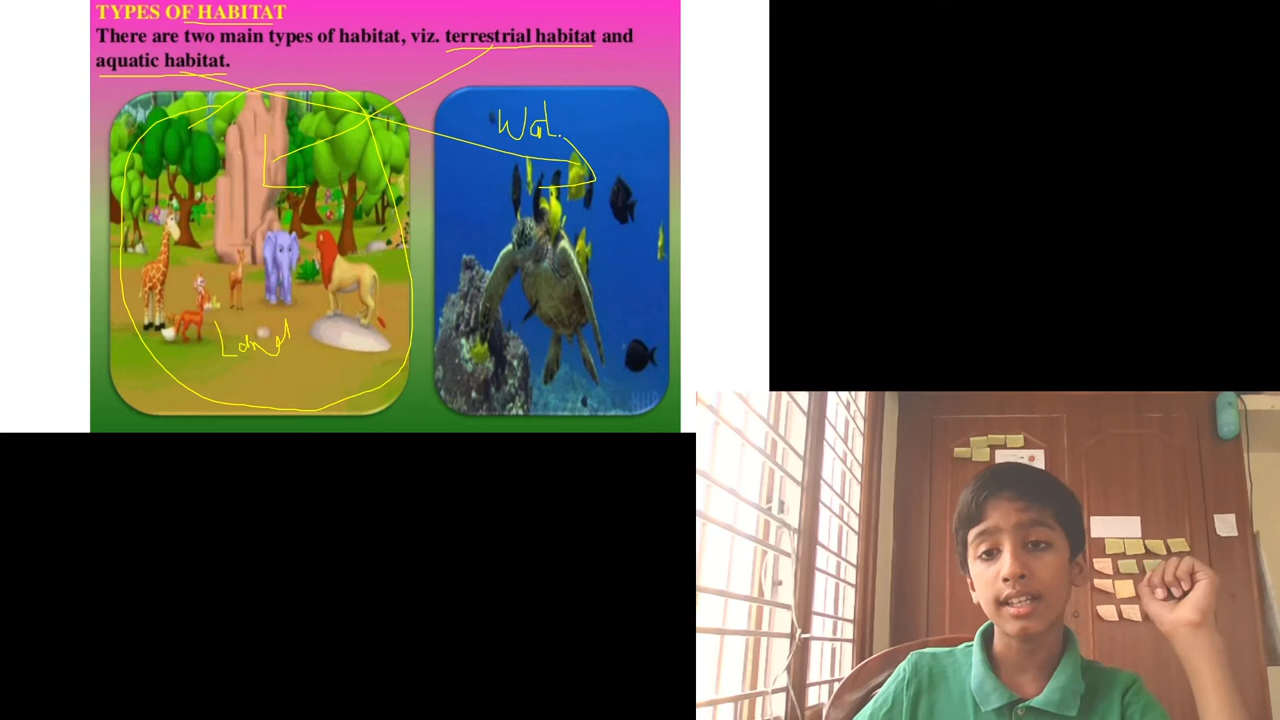 TYPES OF HABITAT
There are two main types of habitat, viz. terrestrial habitat and
aquatic habitat.
Wat.
L
Land